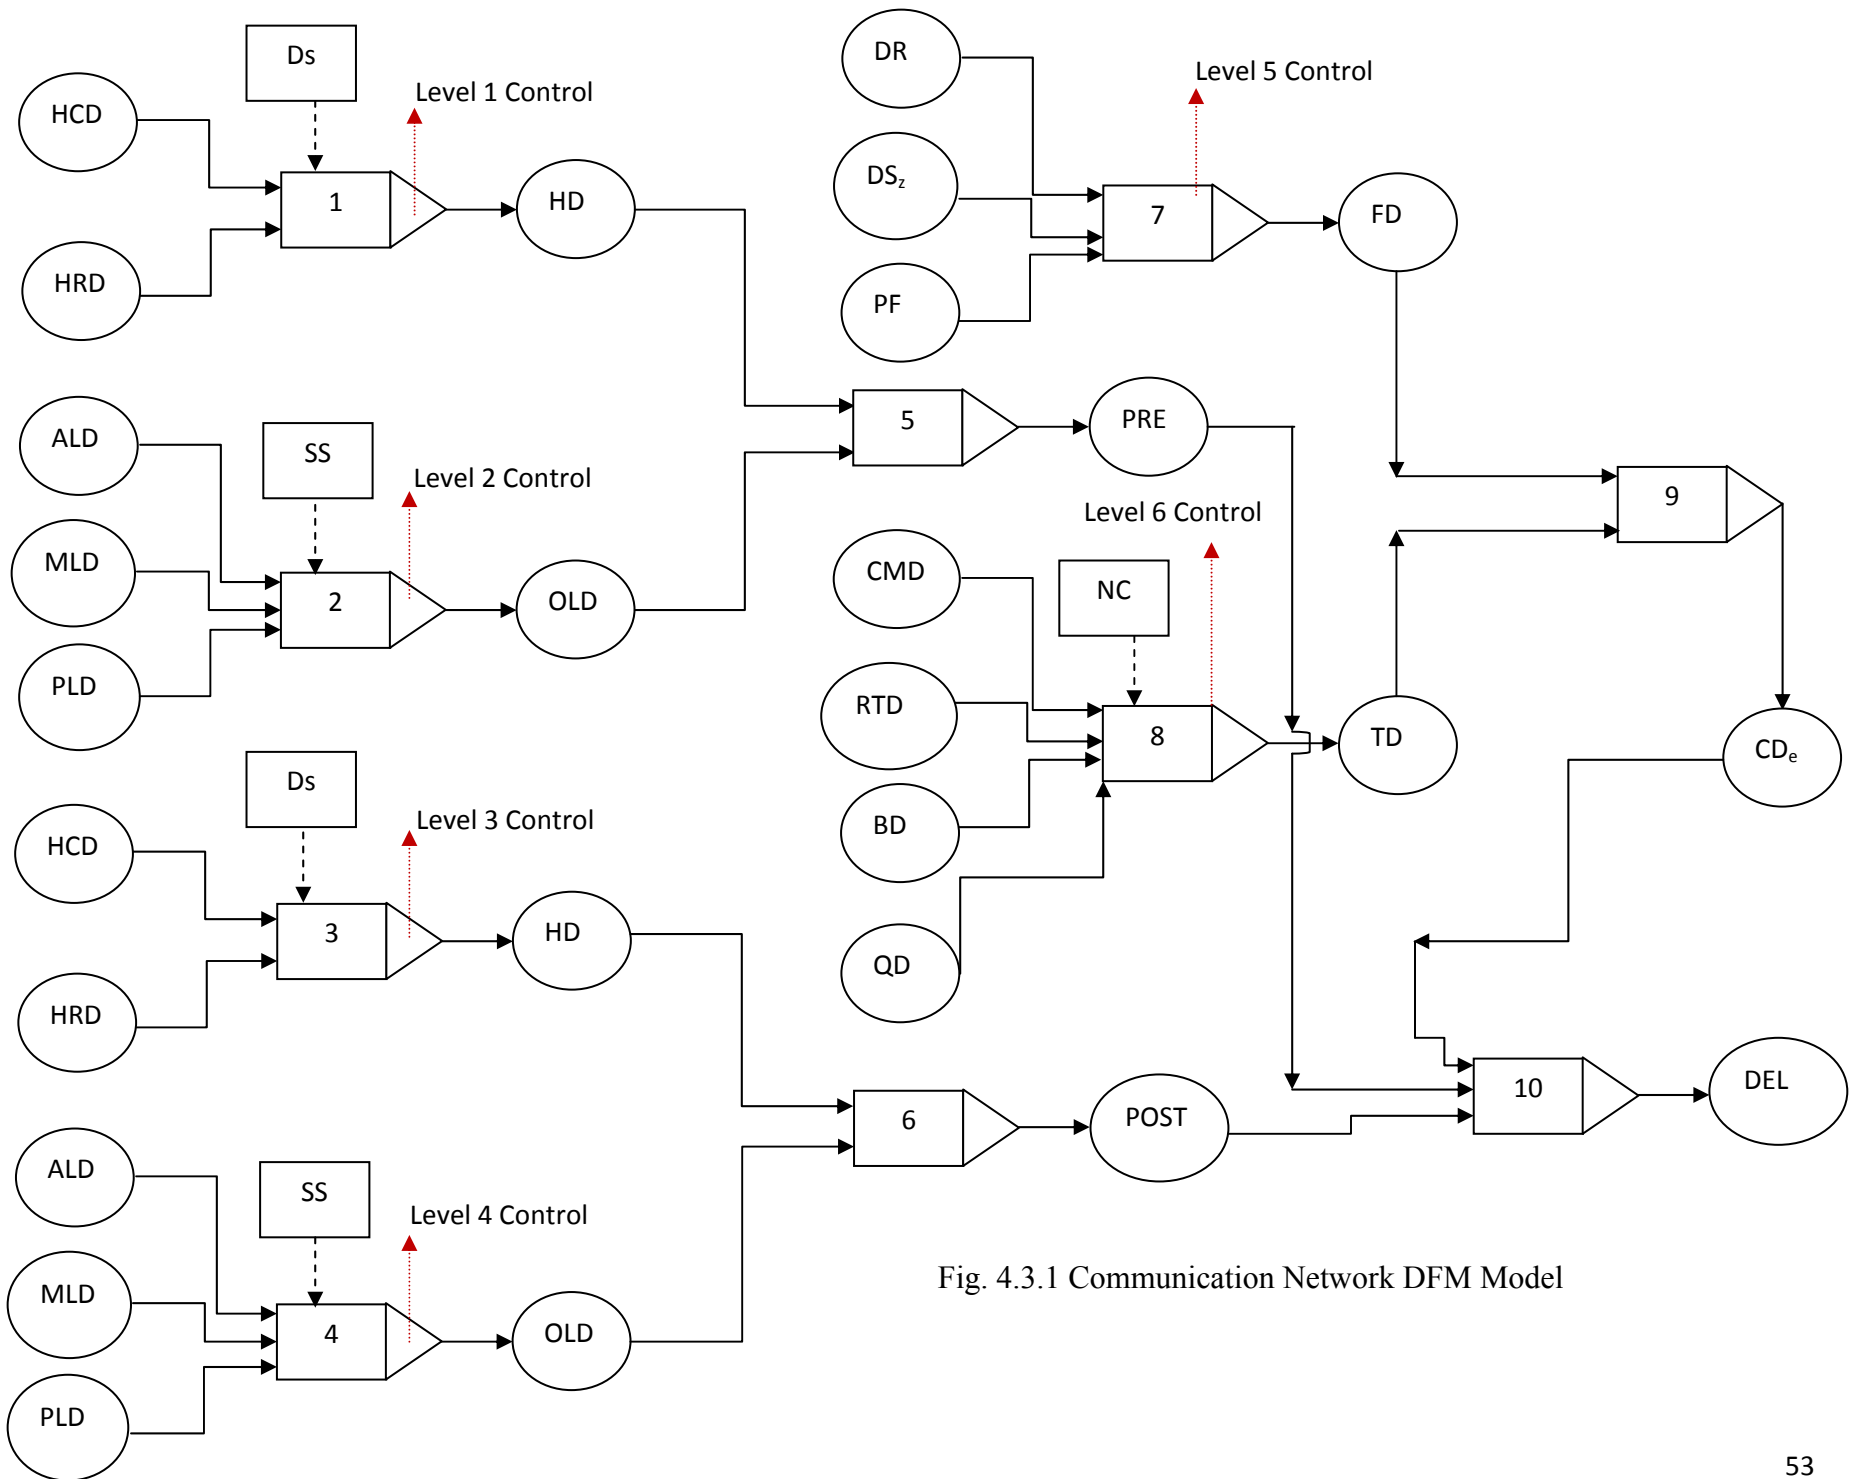 Ds
HCD
Level 1 Control
1
HD
HRD
DR
Level 5 Control
DSz
7
FD
PF
ALD
SS
Level 2 Control
MLD
2
OLD
PLD
5
PRE
9
Level 6 Control
CMD
NC
RTD
8
TD
CDe
BD
QD
Ds
HCD
Level 3 Control
3
HD
HRD
6
POST
10
DEL
ALD
SS
Level 4 Control
MLD
4
OLD
PLD
Fig. 4.3.1 Communication Network DFM Model
53